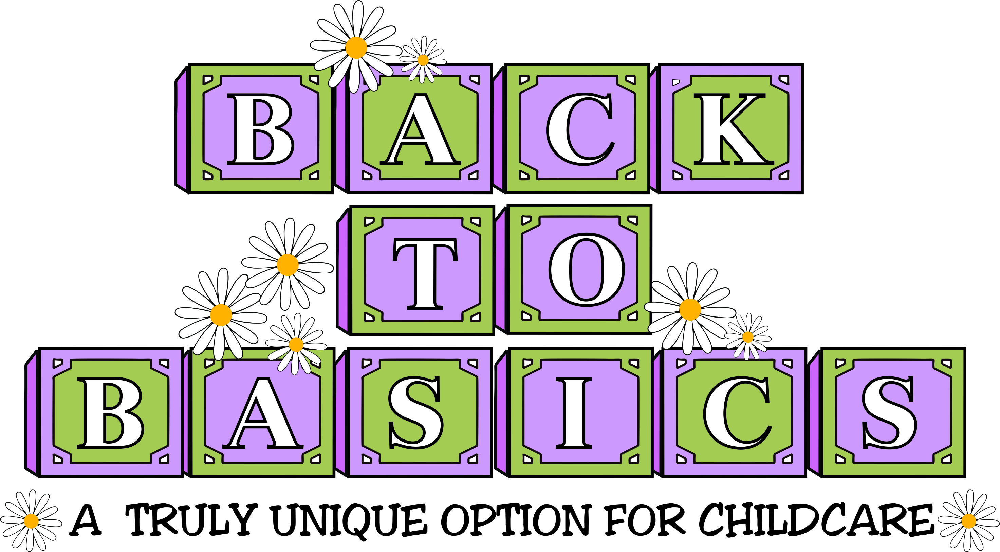 BACK
TO
BASICS
A TRULY UNIQUE OPTION FOR CHILDCARE